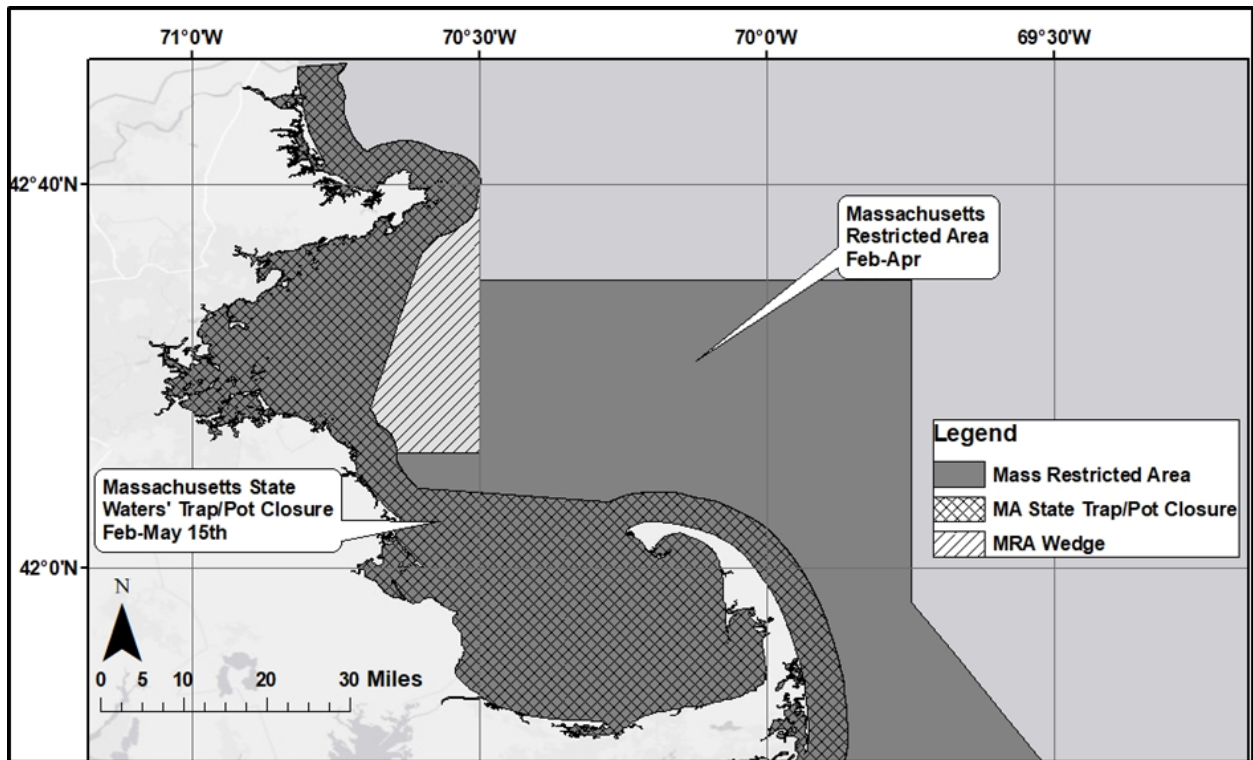 71°0'W 70°30'W 70°0'W 69°30'W
42°40'N
Massachusetts
Restricted Area
Feb-Apr
Legend
Mass Restricted Area
MA State Trap/Pot Closure
MRA Wedge
Massachusetts State
Waters' Trap/Pot Closure
Feb-May 15th
42°0'N
N
0 5 10 20 30 Miles